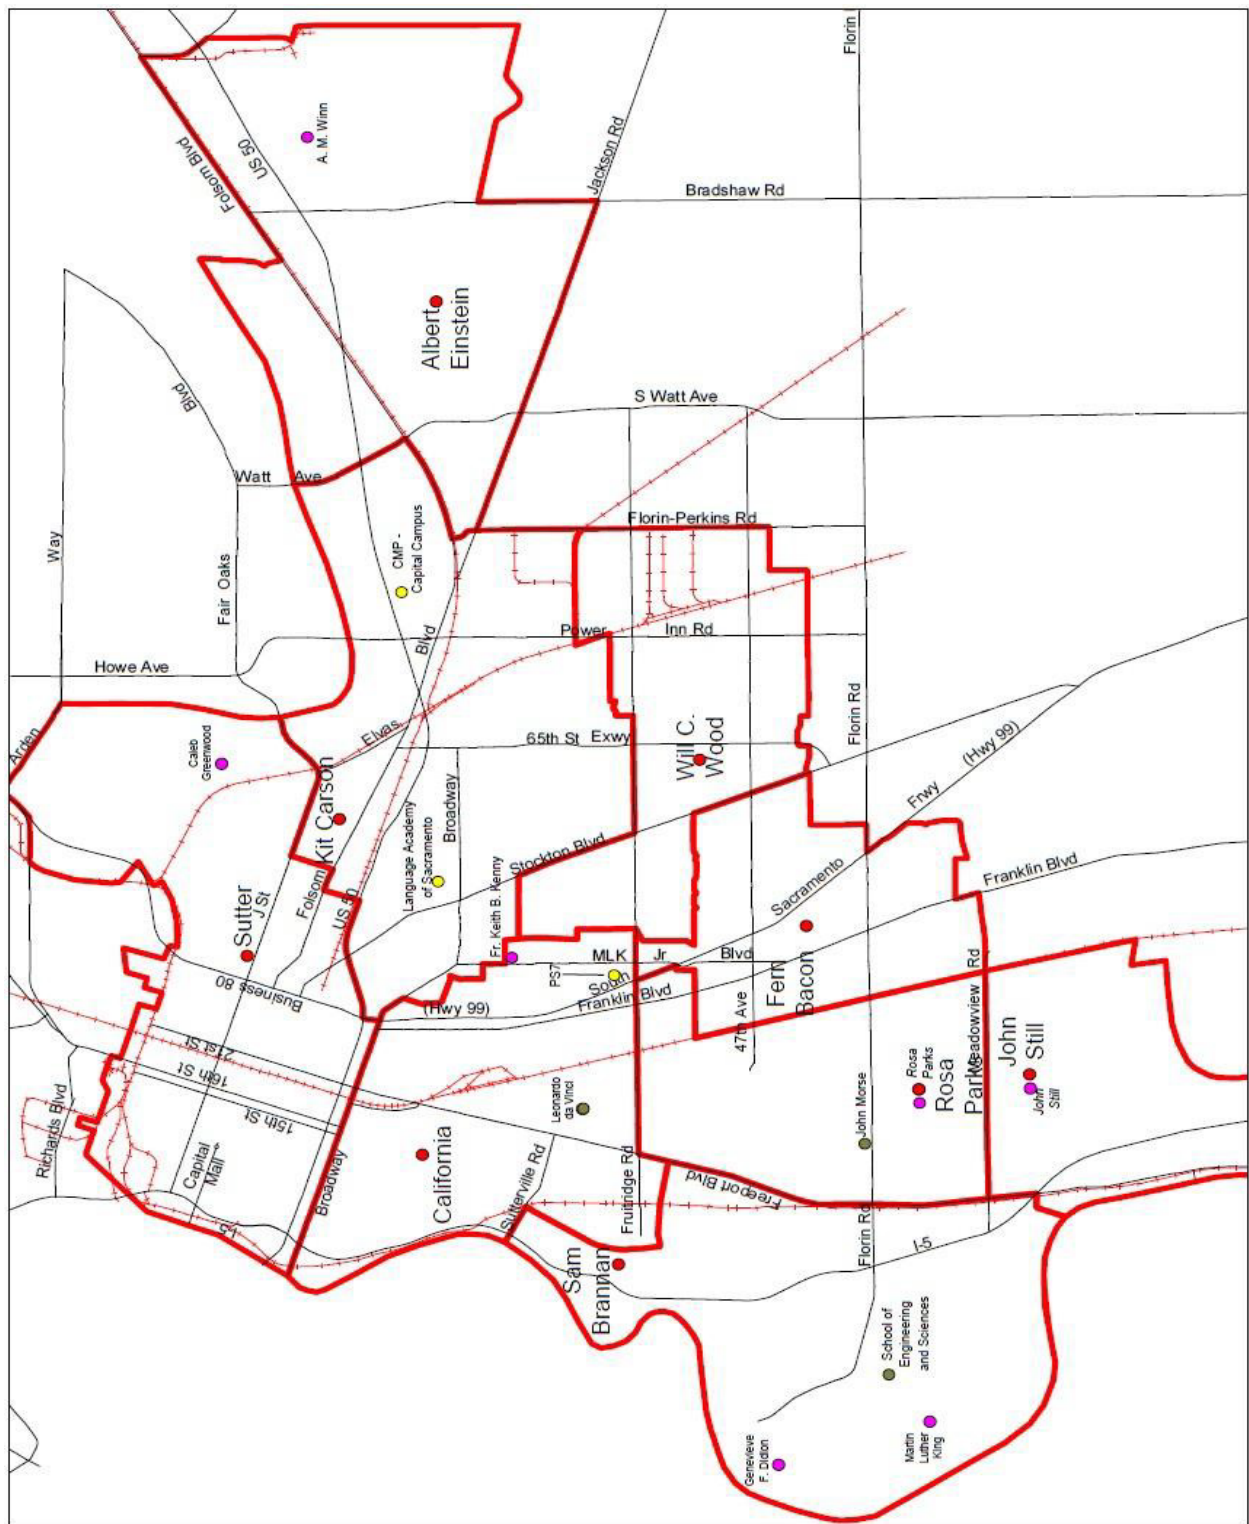 Florin
A. M. Winn
US 50
Folsom Blvd
Jackson Rd
Bradshaw Rd
Albert
Einstein
S Watt Ave
Blvd
Watt Ave
Way
Fair Oaks
CMP -
Capital Campus
Florin-Perkins Rd
Blvd
Power Inn Rd
Howe Ave
Arden
Caleb
Greenwood
Elvas
65th St Exwy
Will C.
Wood
Florin Rd
(Hwy 99)
Frwy
Kit Carson
Language Academy
of Sacramento
Broadway
Stockton Blvd
Sacramento
Franklin Blvd
Sutter
J St
Folsom
US 50
Fr. Keith B. Kenny
MLK Jr Blvd
PS7
South
Franklin Blvd
(Hwy 99)
Business 80
Fern
Bacon
47th Ave
Meadowview Rd
21st St
16th St
15th St
Richards Blvd
Capital
Mall
Broadway
I-5
California
Leonardo
da Vinci
Sutterville Rd
Fruitridge Rd
Freeport Blvd
John Morse
Rosa
Parks
Rosa
Parks
John
Still
John
Still
Sam
Brannan
Florin Rd
I-5
School of
Engineering
and Sciences
Genevieve
F. Didion
Martin
Luther
King